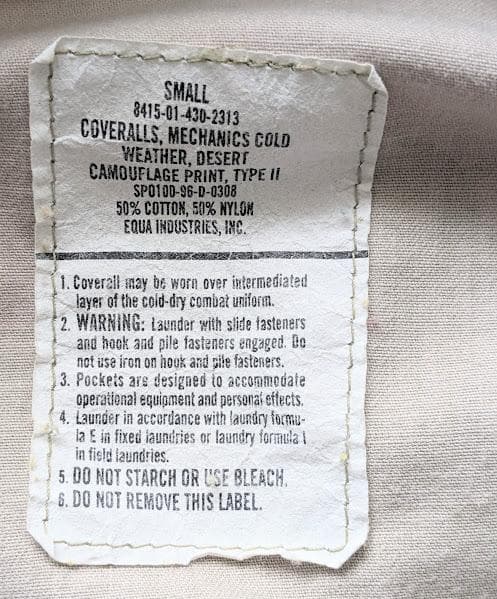 SMALL
8415-01-430-2313
COVERALLS, MECHANICS COLD
WEATHER, DESERT
CAMOUFLAGE PRINT, TYPE II
SPO100-96-D-0308
50% COTTON, 50% NYLON
EQUA INDUSTRIES, INC.
1. Coverall may be worn over intermediated
layer of the cold-dry combat uniform.
2. WARNING: Launder with slide fasteners
and hook and pile fasteners engaged. Do
not use iron on hook and pile fasteners.
3. Pockets are designed to accommodate
operational equipment and personal effects.
4. Launder in accordance with laundry formu-
la E in fixed laundries or laundry formula I
in field laundries.
5. DO NOT STARCH OR USE BLEACH.
6. DO NOT REMOVE THIS LABEL.